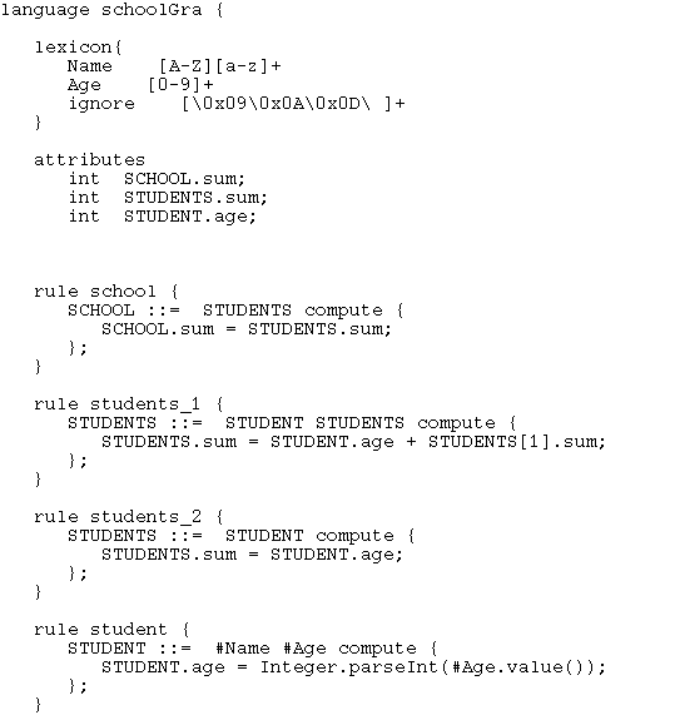 language schoolGra {
lexicon{
Name [A-Z][a-z]+
Age [0-9]+
ignore [\0x09\0x0A\0x0D\ ]+
}
attributes
int SCHOOL.sum;
int STUDENTS.sum;
int STUDENT.age;
rule school {
SCHOOL ::= STUDENTS compute {
SCHOOL.sum = STUDENTS.sum;
};
}
rule students_1 {
STUDENTS ::= STUDENT STUDENTS compute {
STUDENTS.sum = STUDENT.age + STUDENTS[1].sum;
};
}
rule students_2 {
STUDENTS ::= STUDENT compute {
STUDENTS.sum = STUDENT.age;
};
}
rule student {
STUDENT ::= #Name #Age compute {
STUDENT.age = Integer.parseInt(#Age.value());
};
}